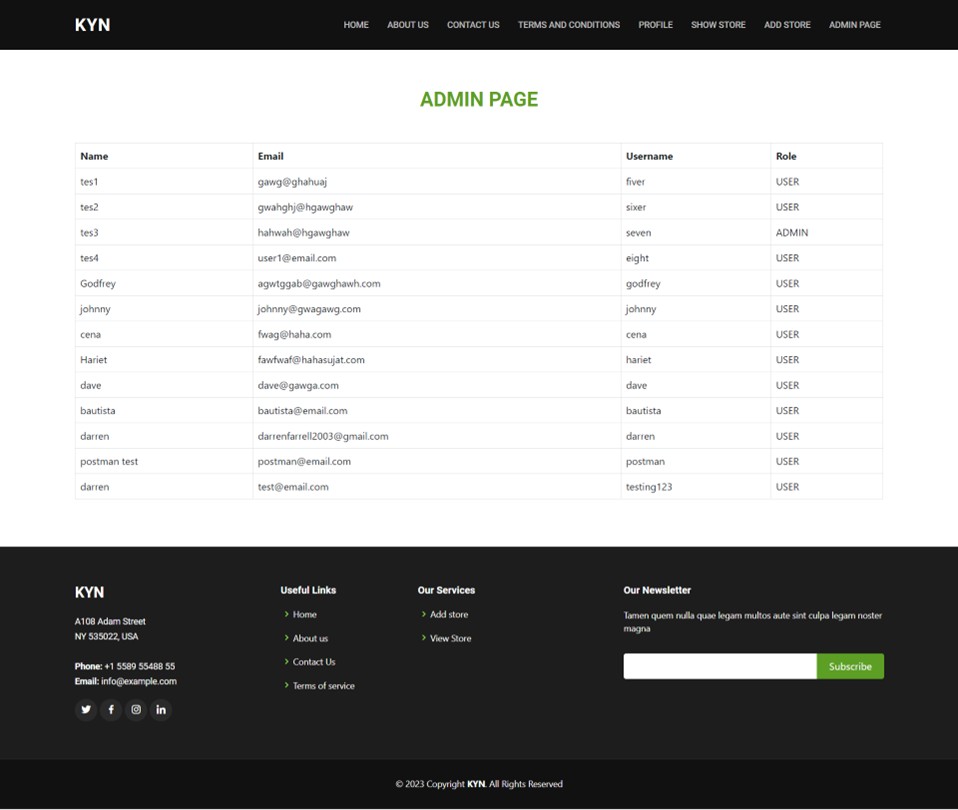 KYN HOME ABOUT US CONTACT US TERMS AND CONDITIONS PROFILE SHOW STORE ADD STORE ADMIN PAGE
ADMIN PAGE
Name Email Username Role
tes1 gawg@ghahuaj fiver USER
tes2 gwahghj@hgawghaw sixer USER
tes3 hahwah@hgawghaw seven ADMIN
tes4 user1@email.com eight USER
Godfrey agwtggab@gawghawh.com godfrey USER
johnny johnny@gwagawg.com johnny USER
cena fwag@haha.com cena USER
Hariet fawfwaf@hahasujat.com hariet USER
dave dave@gawga.com dave USER
bautista bautista@email.com bautista USER
darren darrenfarrell2003@gmail.com darren USER
postman test postman@email.com postman USER
darren test@email.com testing123 USER
KYN
A108 Adam Street
NY 535022, USA
Phone: +1 5589 55488 55
Email: info@example.com
Useful Links
Home
About us
Contact Us
Terms of service
Our Services
Add store
View Store
Our Newsletter
Tamen quem nulla quae legam multos aute sint culpa legam noster
magna
Subscribe
© 2023 Copyright KYN. All Rights Reserved